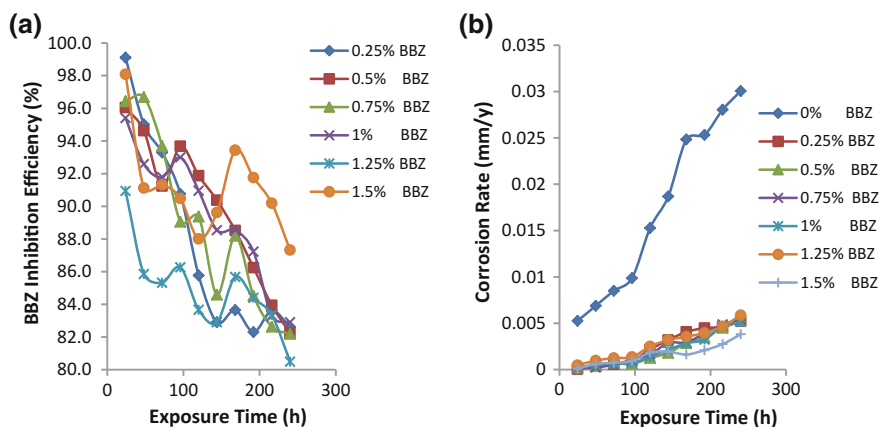 (a)
BBZ Inhibition Efficiency (%)
100.0
98.0
96.0
94.0
92.0
90.0
88.0
86.0
84.0
82.0
80.0
0
100
200
300
Exposure Time (h)
0.25% BBZ
0.5% BBZ
0.75% BBZ
1% BBZ
1.25% BBZ
1.5% BBZ
(b)
Corrosion Rate (mm/y)
0.035
0.03
0.025
0.02
0.015
0.01
0.005
0
0
100
200
300
Exposure Time (h)
0% BBZ
0.25% BBZ
0.5% BBZ
0.75% BBZ
1% BBZ
1.25% BBZ
1.5% BBZ